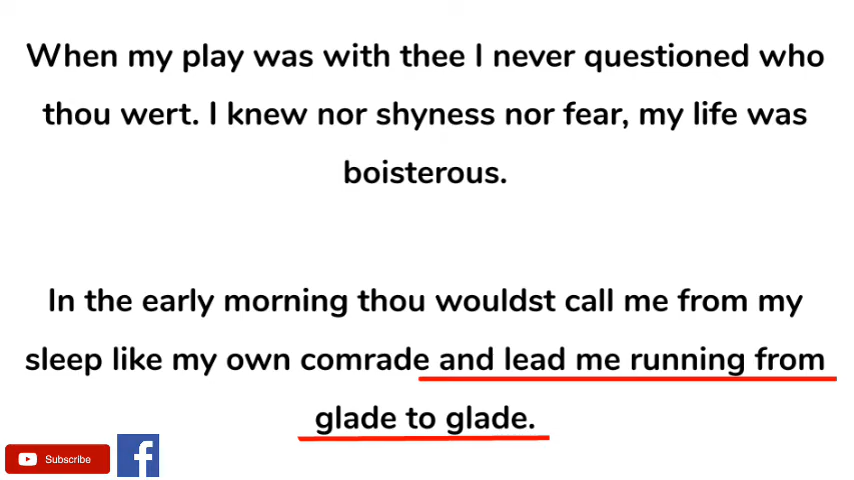 When my play was with thee I never questioned who
thou wert. I knew nor shyness nor fear, my life was
boisterous.
In the early morning thou wouldst call me from my
sleep like my own comrade and lead me running from
glade to glade.
Subscribe
f